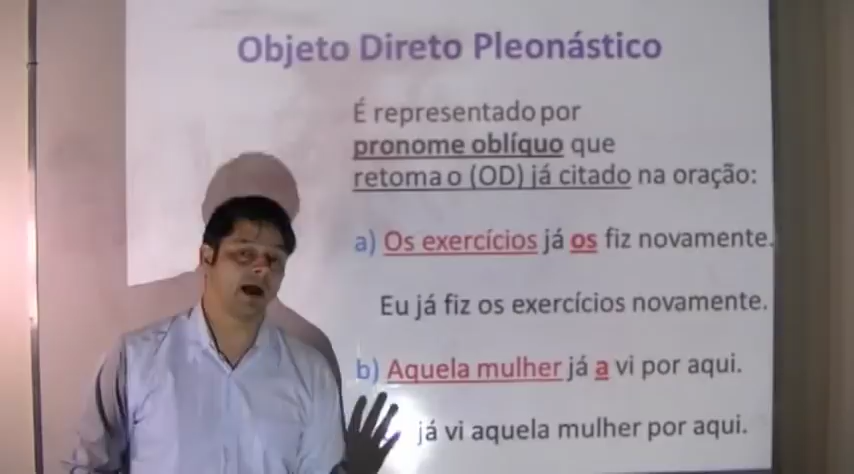 Objeto Direto Pleonástico
É representado por
pronome oblíquo que
retoma o (OD) já citado na oração:
a) Os exercícios já os fiz novamente.
Eu já fiz os exercícios novamente.
b) Aquela mulher já a vi por aqui.
já vi aquela mulher por aqui.